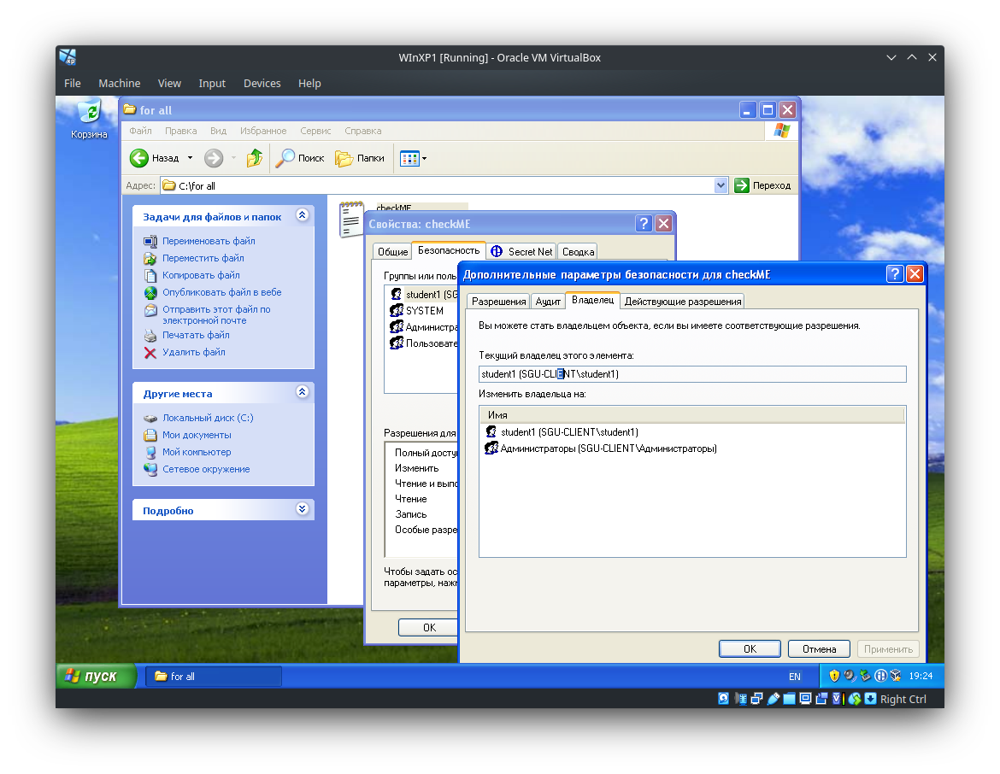 WInXP1 [Running] - Oracle VM VirtualBox
File Machine View Input Devices Help
Корзина
for all
Файл Правка Вид Избранное Сервис Справка
Назад Поиск Папки
Адрес: C:\for all Переход
Задачи для файлов и папок
Переименовать файл
Переместить файл
Копировать файл
Опубликовать файл в вебе
Отправить этот файл по
электронной почте
Печатать файл
Удалить файл
Другие места
Локальный диск (C:)
Мои документы
Мой компьютер
Сетевое окружение
Подробно
checkME
Свойства: checkME
Общие Безопасность Secret Net Сводка
Группы или поль
student1 (SG
SYSTEM
Администра
Пользовате
Разрешения для
Полный досту
Изменить
Чтение и выпо
Чтение
Запись
Особые разре
Чтобы задать ос
параметры, наж
OK
Дополнительные параметры безопасности для checkME
Разрешения Аудит Владелец Действующие разрешения
Вы можете стать владельцем объекта, если вы имеете соответствующие разрешения.
Текущий владелец этого элемента:
student1 (SGU-CLIENT\student1)
Изменить владельца на:
Имя
student1 (SGU-CLIENT\student1)
Администраторы (SGU-CLIENT\Администраторы)
OK Отмена Применить
пуск for all EN 19:24
Right Ctrl